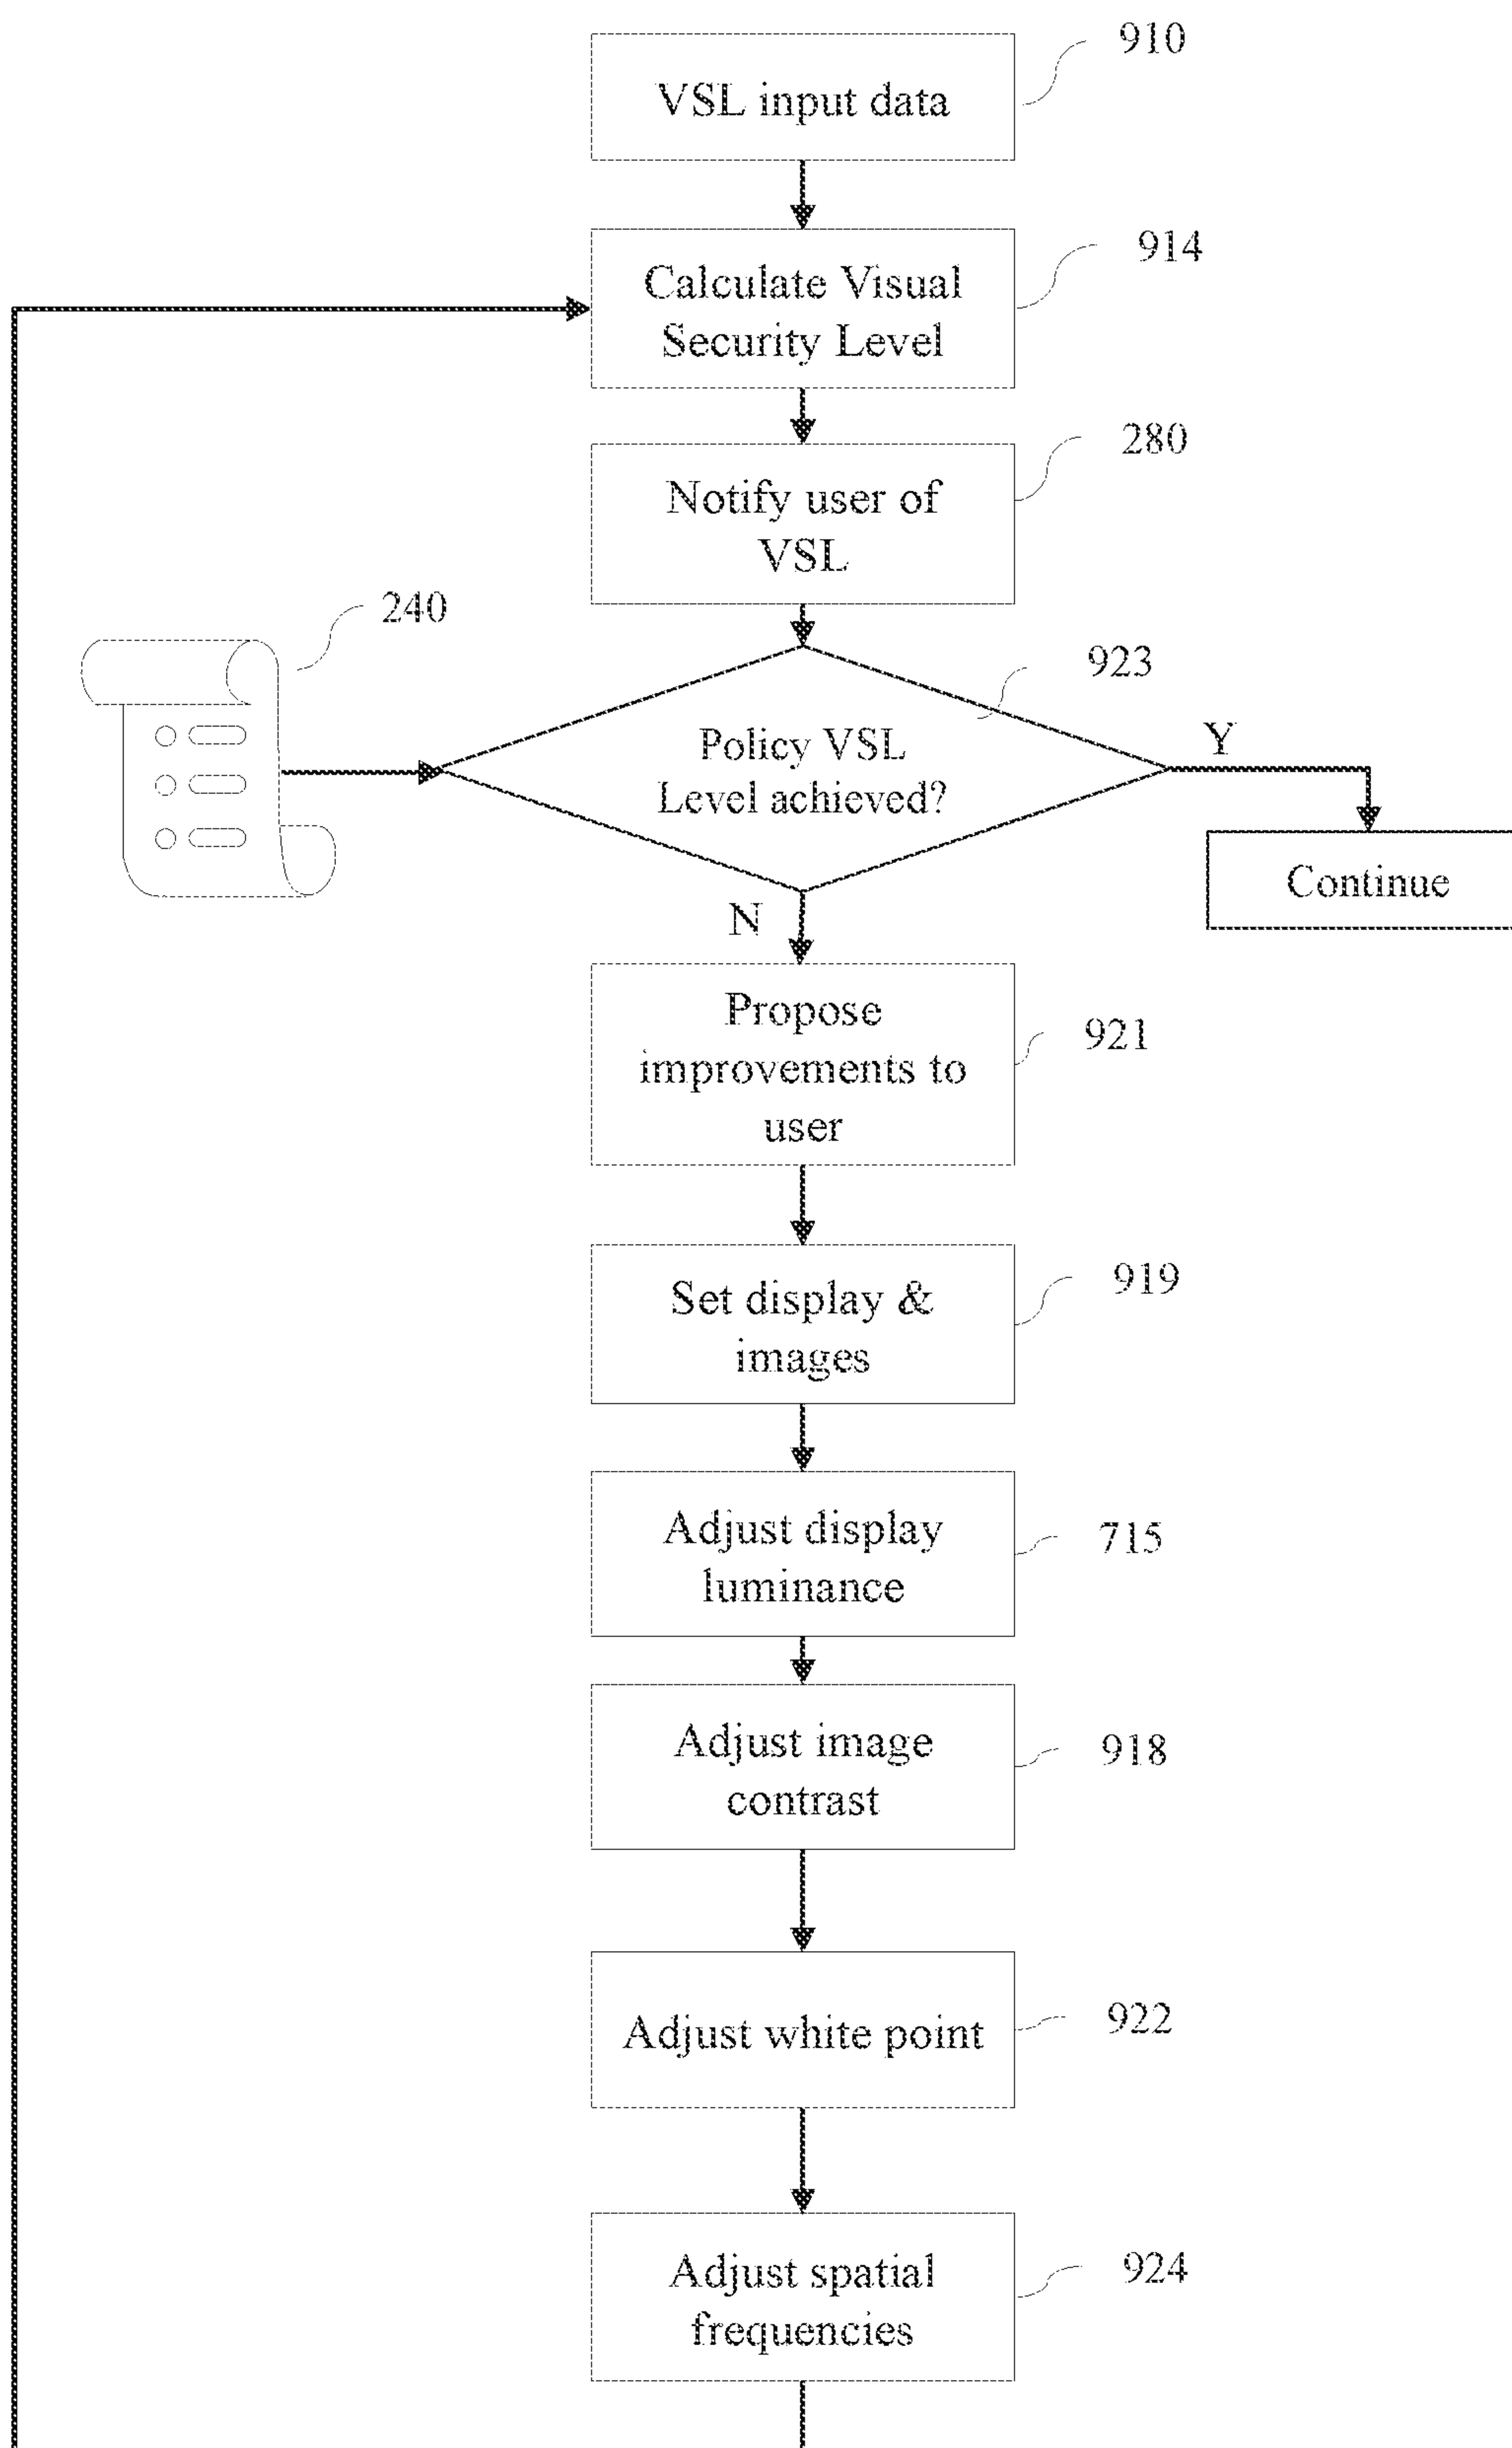 910
VSL input data
914
Calculate Visual
Security Level
280
Notify user of
VSL
240
923
Policy VSL
Level achieved?
Y
Continue
N
Propose
improvements to
user
921
Set display &
images
919
Adjust display
luminance
715
Adjust image
contrast
918
Adjust white point
922
Adjust spatial
frequencies
924